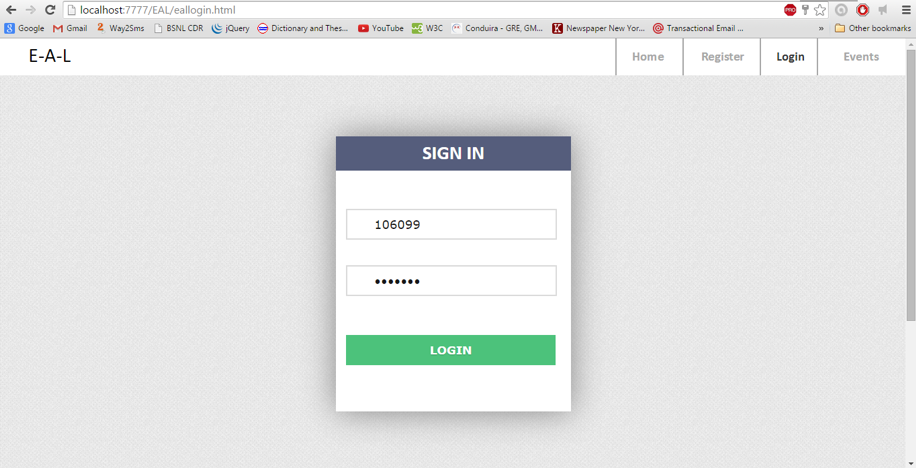 localhost:7777/EAL/eallogin.html
PRO
Google Gmail Way2Sms BSNL CDR jQuery Dictionary and Thes... YouTube W3C Conduira - GRE, GM... Newspaper New Yor... Transactional Email ... » Other bookmarks
E-A-L Home Register Login Events
SIGN IN
106099
•••••••
LOGIN